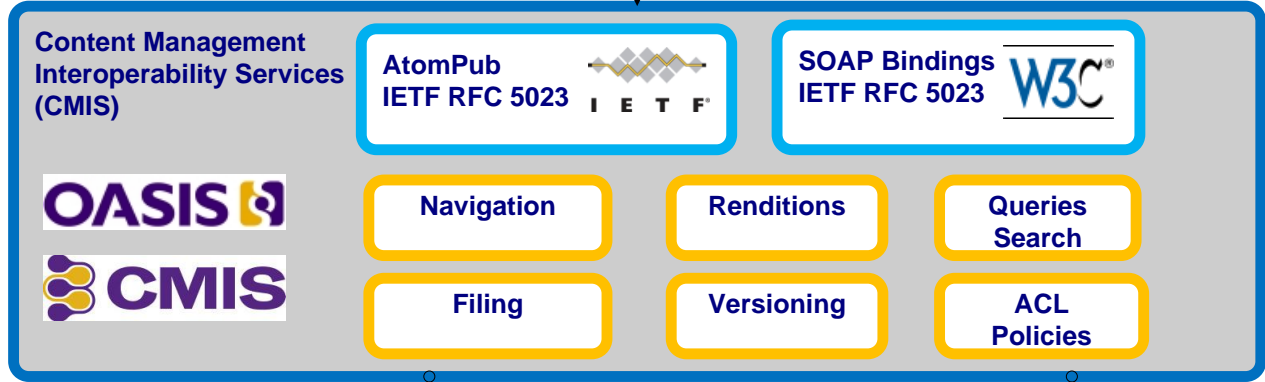 Content Management
Interoperability Services
(CMIS)
AtomPub
IETF RFC 5023
I E T F®
SOAP Bindings
IETF RFC 5023
W3C®
OASIS
CMIS
Navigation
Renditions
Queries
Search
Filing
Versioning
ACL
Policies